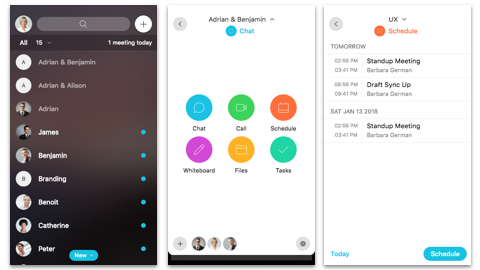 All 15 1 meeting today
A Adrian & Benjamin
A Adrian & Alison
Adrian
James
Benjamin
B Branding
Benoit
Catherine
Peter
New
Adrian & Benjamin
Chat
Chat Call Schedule
Whiteboard Files Tasks
UX
Schedule
TOMORROW
02:56 PM Standup Meeting
03:41 PM Barbara German
08:56 PM Draft Sync Up
09:41 PM Barbara German
SAT JAN 13 2018
02:56 PM Standup Meeting
03:41 PM Barbara German
Today Schedule